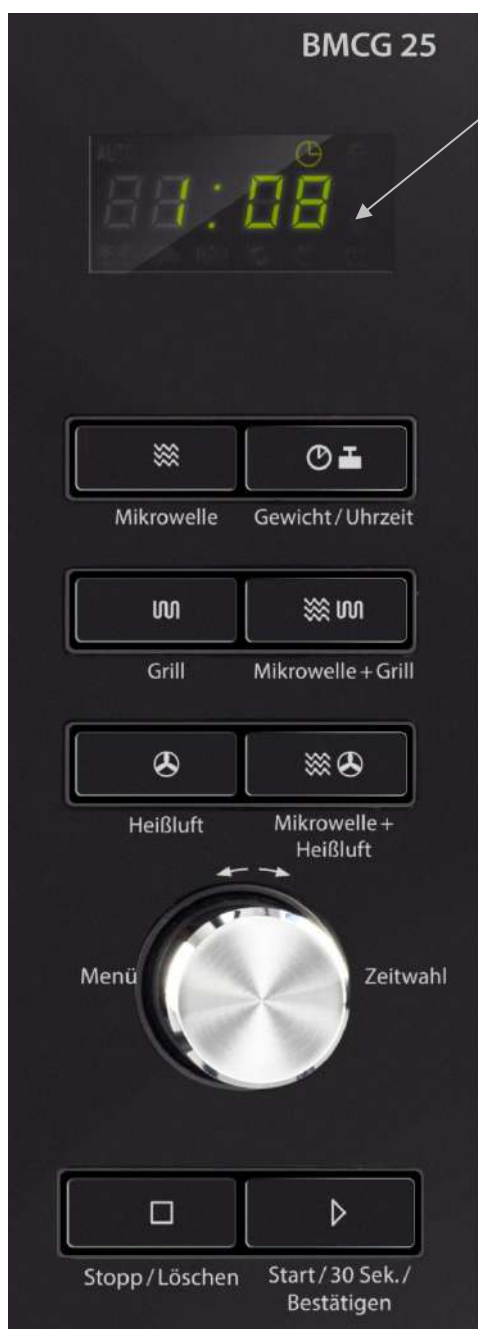 BMCG 25
AUTO
1:08
Mikrowelle
Gewicht/Uhrzeit
Grill
Mikrowelle+Grill
Heißluft
Mikrowelle+
Heißluft
Menü
Zeitwahl
Stopp/Löschen
Start/30 Sek./
Bestätigen